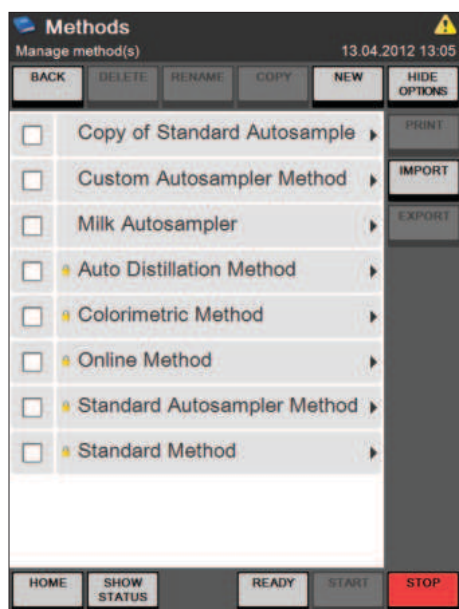 Methods
Manage method(s) 13.04.2012 13:05
BACK DELETE RENAME COPY NEW HIDE OPTIONS
Copy of Standard Autosample
PRINT
Custom Autosampler Method
IMPORT
Milk Autosampler
EXPORT
Auto Distillation Method
Colorimetric Method
Online Method
Standard Autosampler Method
Standard Method
HOME SHOW STATUS READY START STOP